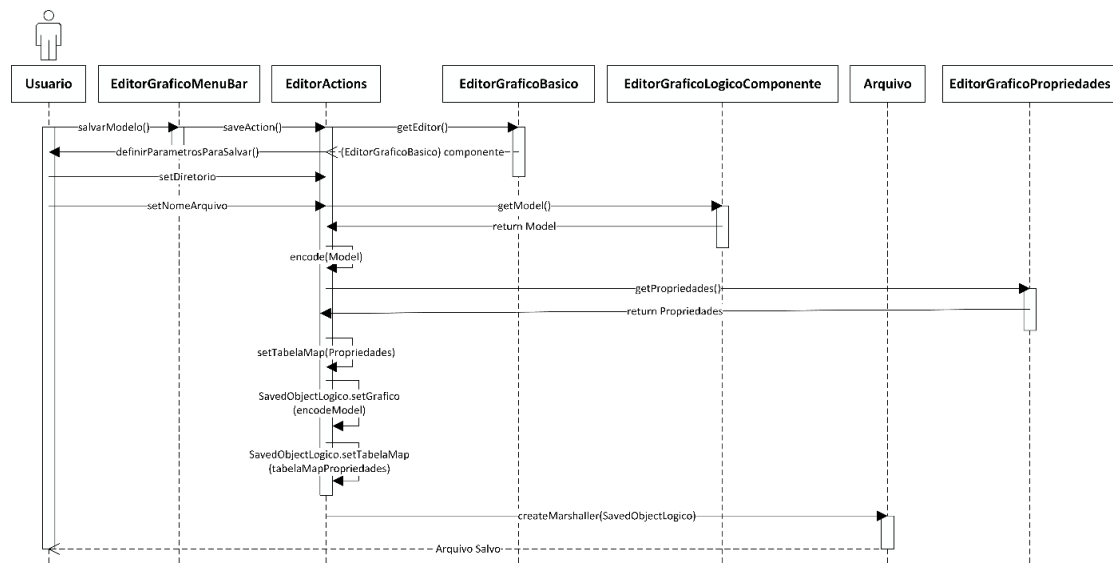 Usuario
EditorGraficoMenuBar
EditorActions
EditorGraficoBasico
EditorGraficoLogicoComponente
Arquivo
EditorGraficoPropriedades
salvarModelo()
saveAction()
getEditor()
definirParametrosParaSalvar()
(EditorGraficoBasico) componente
setDiretorio
setNomeArquivo
getModel()
return Model
encode(Model)
getPropriedades()
return Propriedades
setTabelaMap(Propriedades)
SavedObjectLogico.setGrafico
(encodeModel)
SavedObjectLogico.setTabelaMap
(tabelaMapPropriedades)
createMarshaller(SavedObjectLogico)
Arquivo Salvo